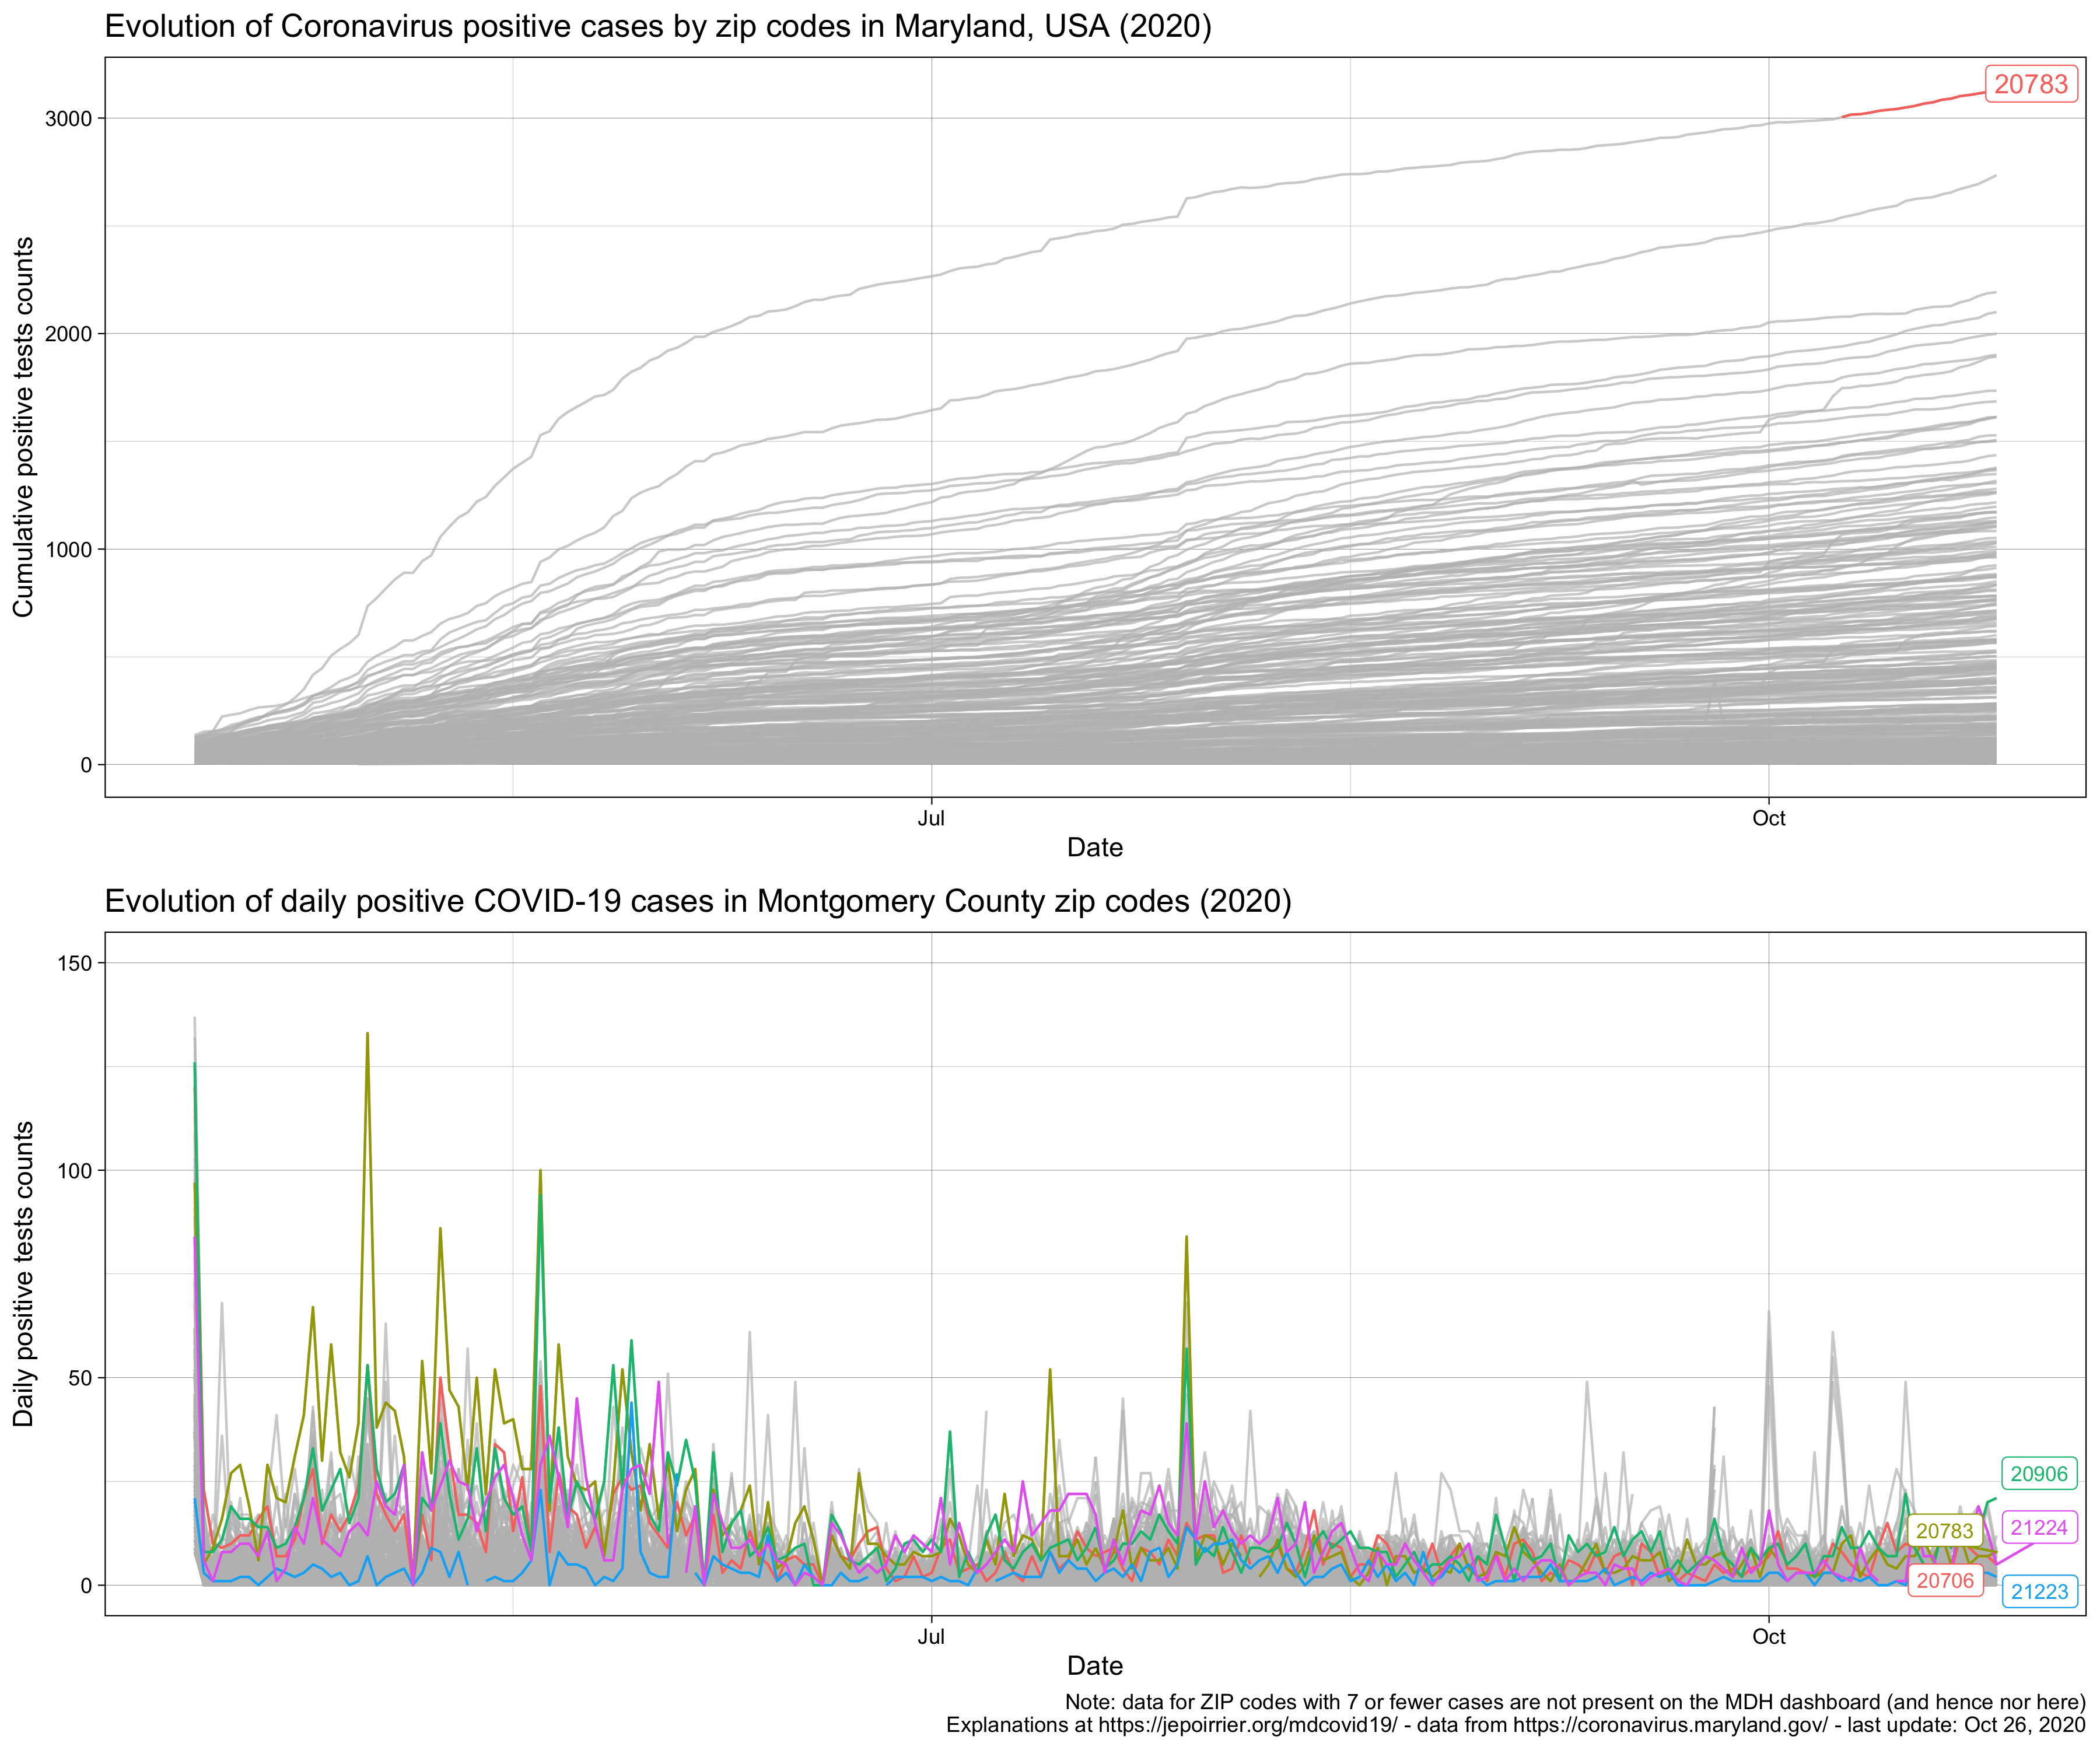 Evolution of Coronavirus positive cases by zip codes in Maryland, USA (2020)
20783
3000
2000
1000
0
Cumulative positive tests counts
Jul
Oct
Date
Evolution of daily positive COVID-19 cases in Montgomery County zip codes (2020)
150
100
50
0
Daily positive tests counts
20906
21224
20783
20706
21223
Jul
Oct
Date
Note: data for ZIP codes with 7 or fewer cases are not present on the MDH dashboard (and hence nor here)
Explanations at https://jepoirrier.org/mdcovid19/ - data from https://coronavirus.maryland.gov/ - last update: Oct 26, 2020